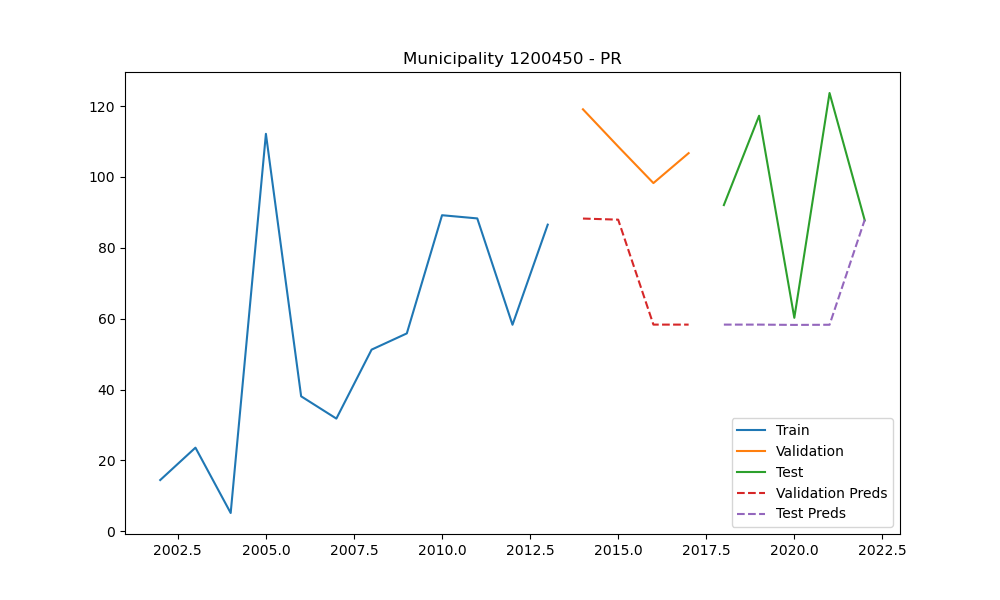 Municipality 1200450 - PR
120
100
80
60
40
20
0
2002.5 2005.0 2007.5 2010.0 2012.5 2015.0 2017.5 2020.0 2022.5
Train
Validation
Test
Validation Preds
Test Preds